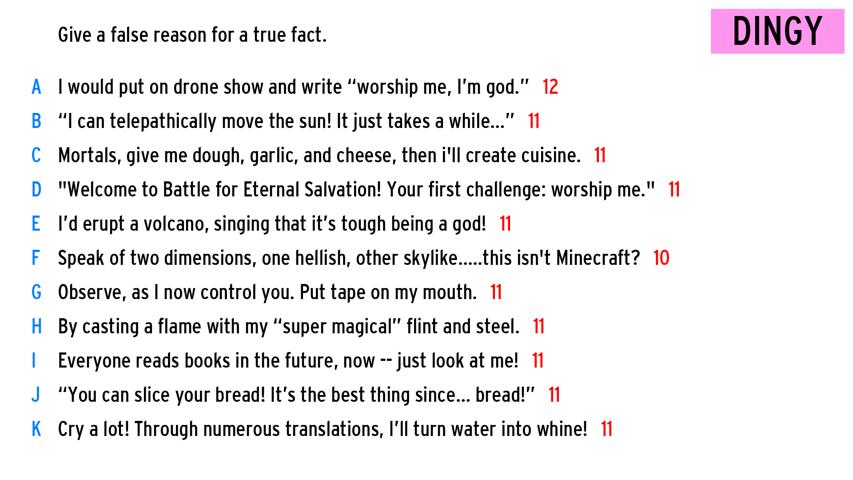 Give a false reason for a true fact.
DINGY
A I would put on drone show and write “worship me, I’m god.” 12
B “I can telepathically move the sun! It just takes a while...” 11
C Mortals, give me dough, garlic, and cheese, then i'll create cuisine. 11
D "Welcome to Battle for Eternal Salvation! Your first challenge: worship me." 11
E I’d erupt a volcano, singing that it’s tough being a god! 11
F Speak of two dimensions, one hellish, other skylike.....this isn't Minecraft? 10
G Observe, as I now control you. Put tape on my mouth. 11
H By casting a flame with my “super magical” flint and steel. 11
I Everyone reads books in the future, now -- just look at me! 11
J “You can slice your bread! It’s the best thing since... bread!” 11
K Cry a lot! Through numerous translations, I’ll turn water into whine! 11